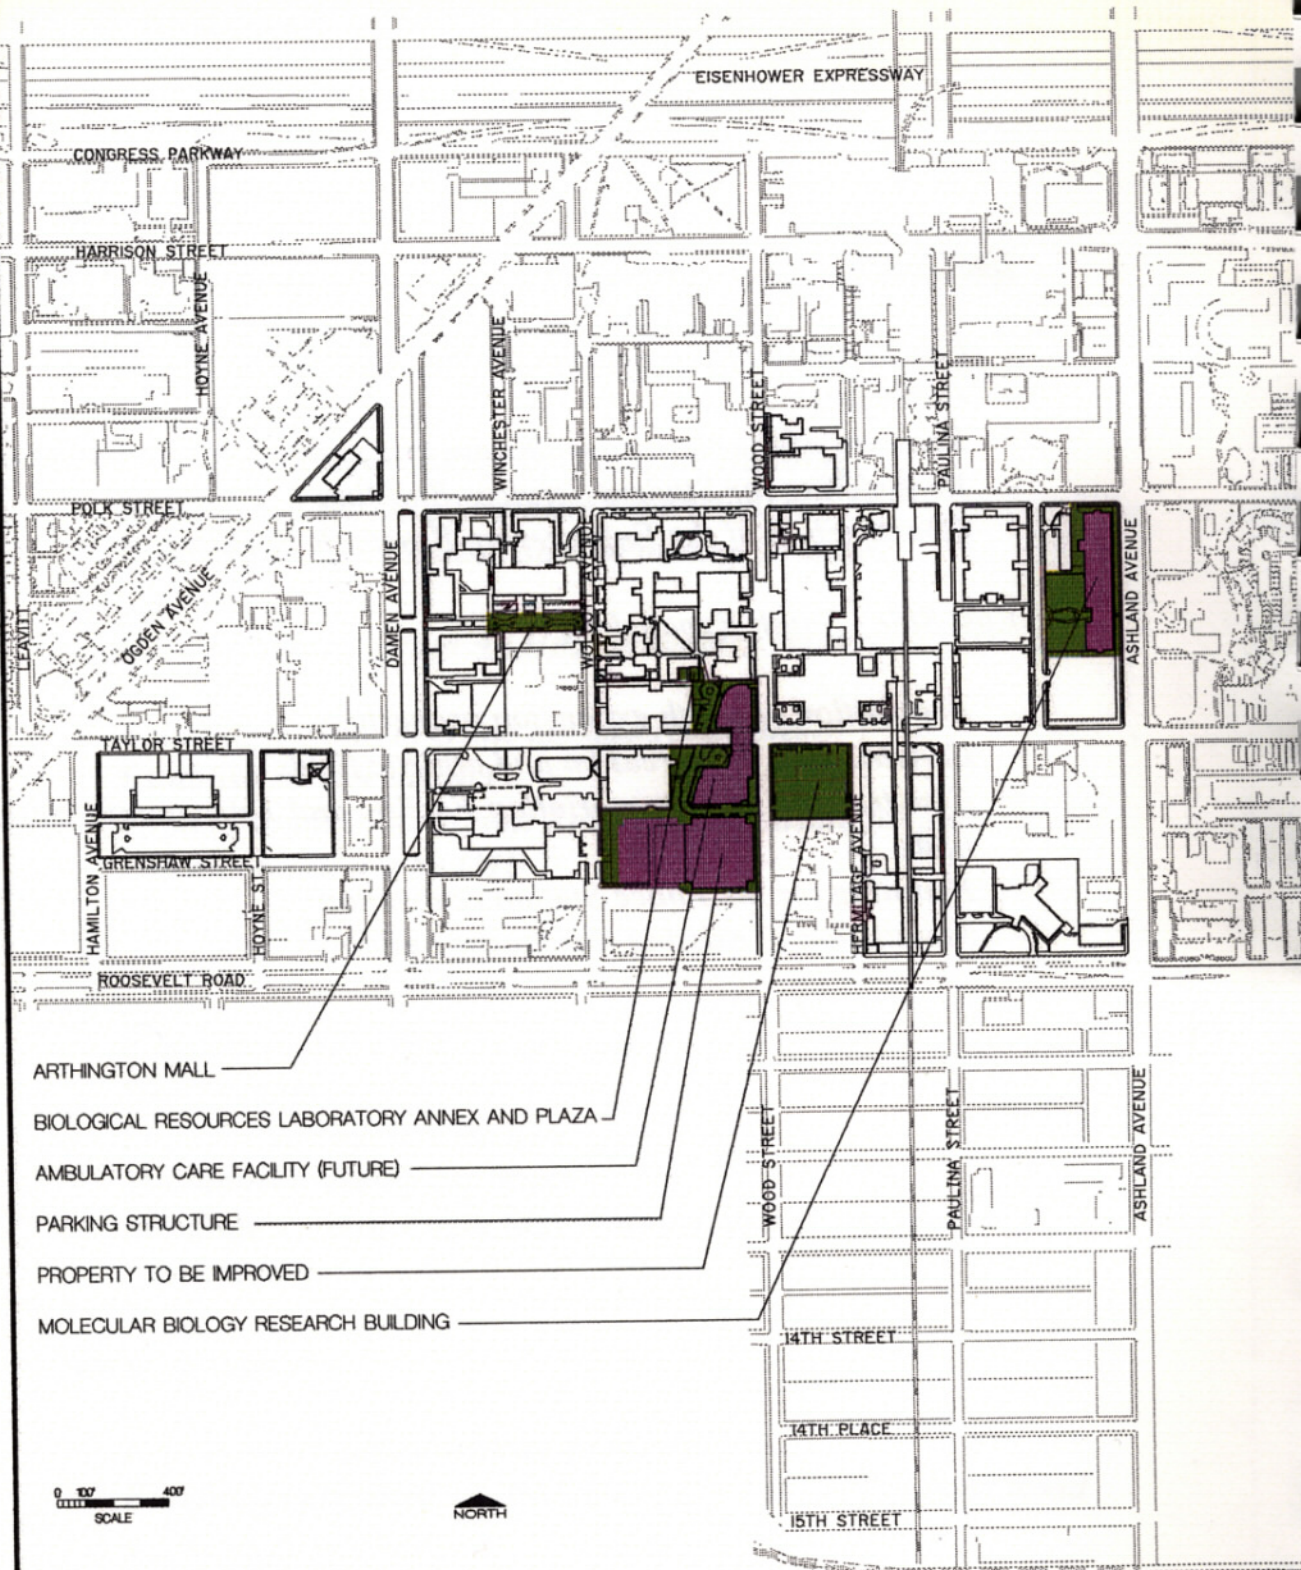 EISENHOWER EXPRESSWAY
CONGRESS PARKWAY
HARRISON STREET
HOYNE AVENUE
WINCHESTER AVENUE
WOOD STREET
PAULINA STREET
POLK STREET
OGDEN AVENUE
LEAVITT
DAMEN AVENUE
ASHLAND AVENUE
TAYLOR STREET
HAMILTON AVENUE
GRENSHAW STREET
HOYNE ST.
HERMITAGE AVENUE
ROOSEVELT ROAD
ARTHINGTON MALL
BIOLOGICAL RESOURCES LABORATORY ANNEX AND PLAZA
AMBULATORY CARE FACILITY (FUTURE)
PARKING STRUCTURE
PROPERTY TO BE IMPROVED
MOLECULAR BIOLOGY RESEARCH BUILDING
WOOD STREET
PAULINA STREET
ASHLAND AVENUE
14TH STREET
14TH PLACE
15TH STREET
0 100' 400'
SCALE
NORTH